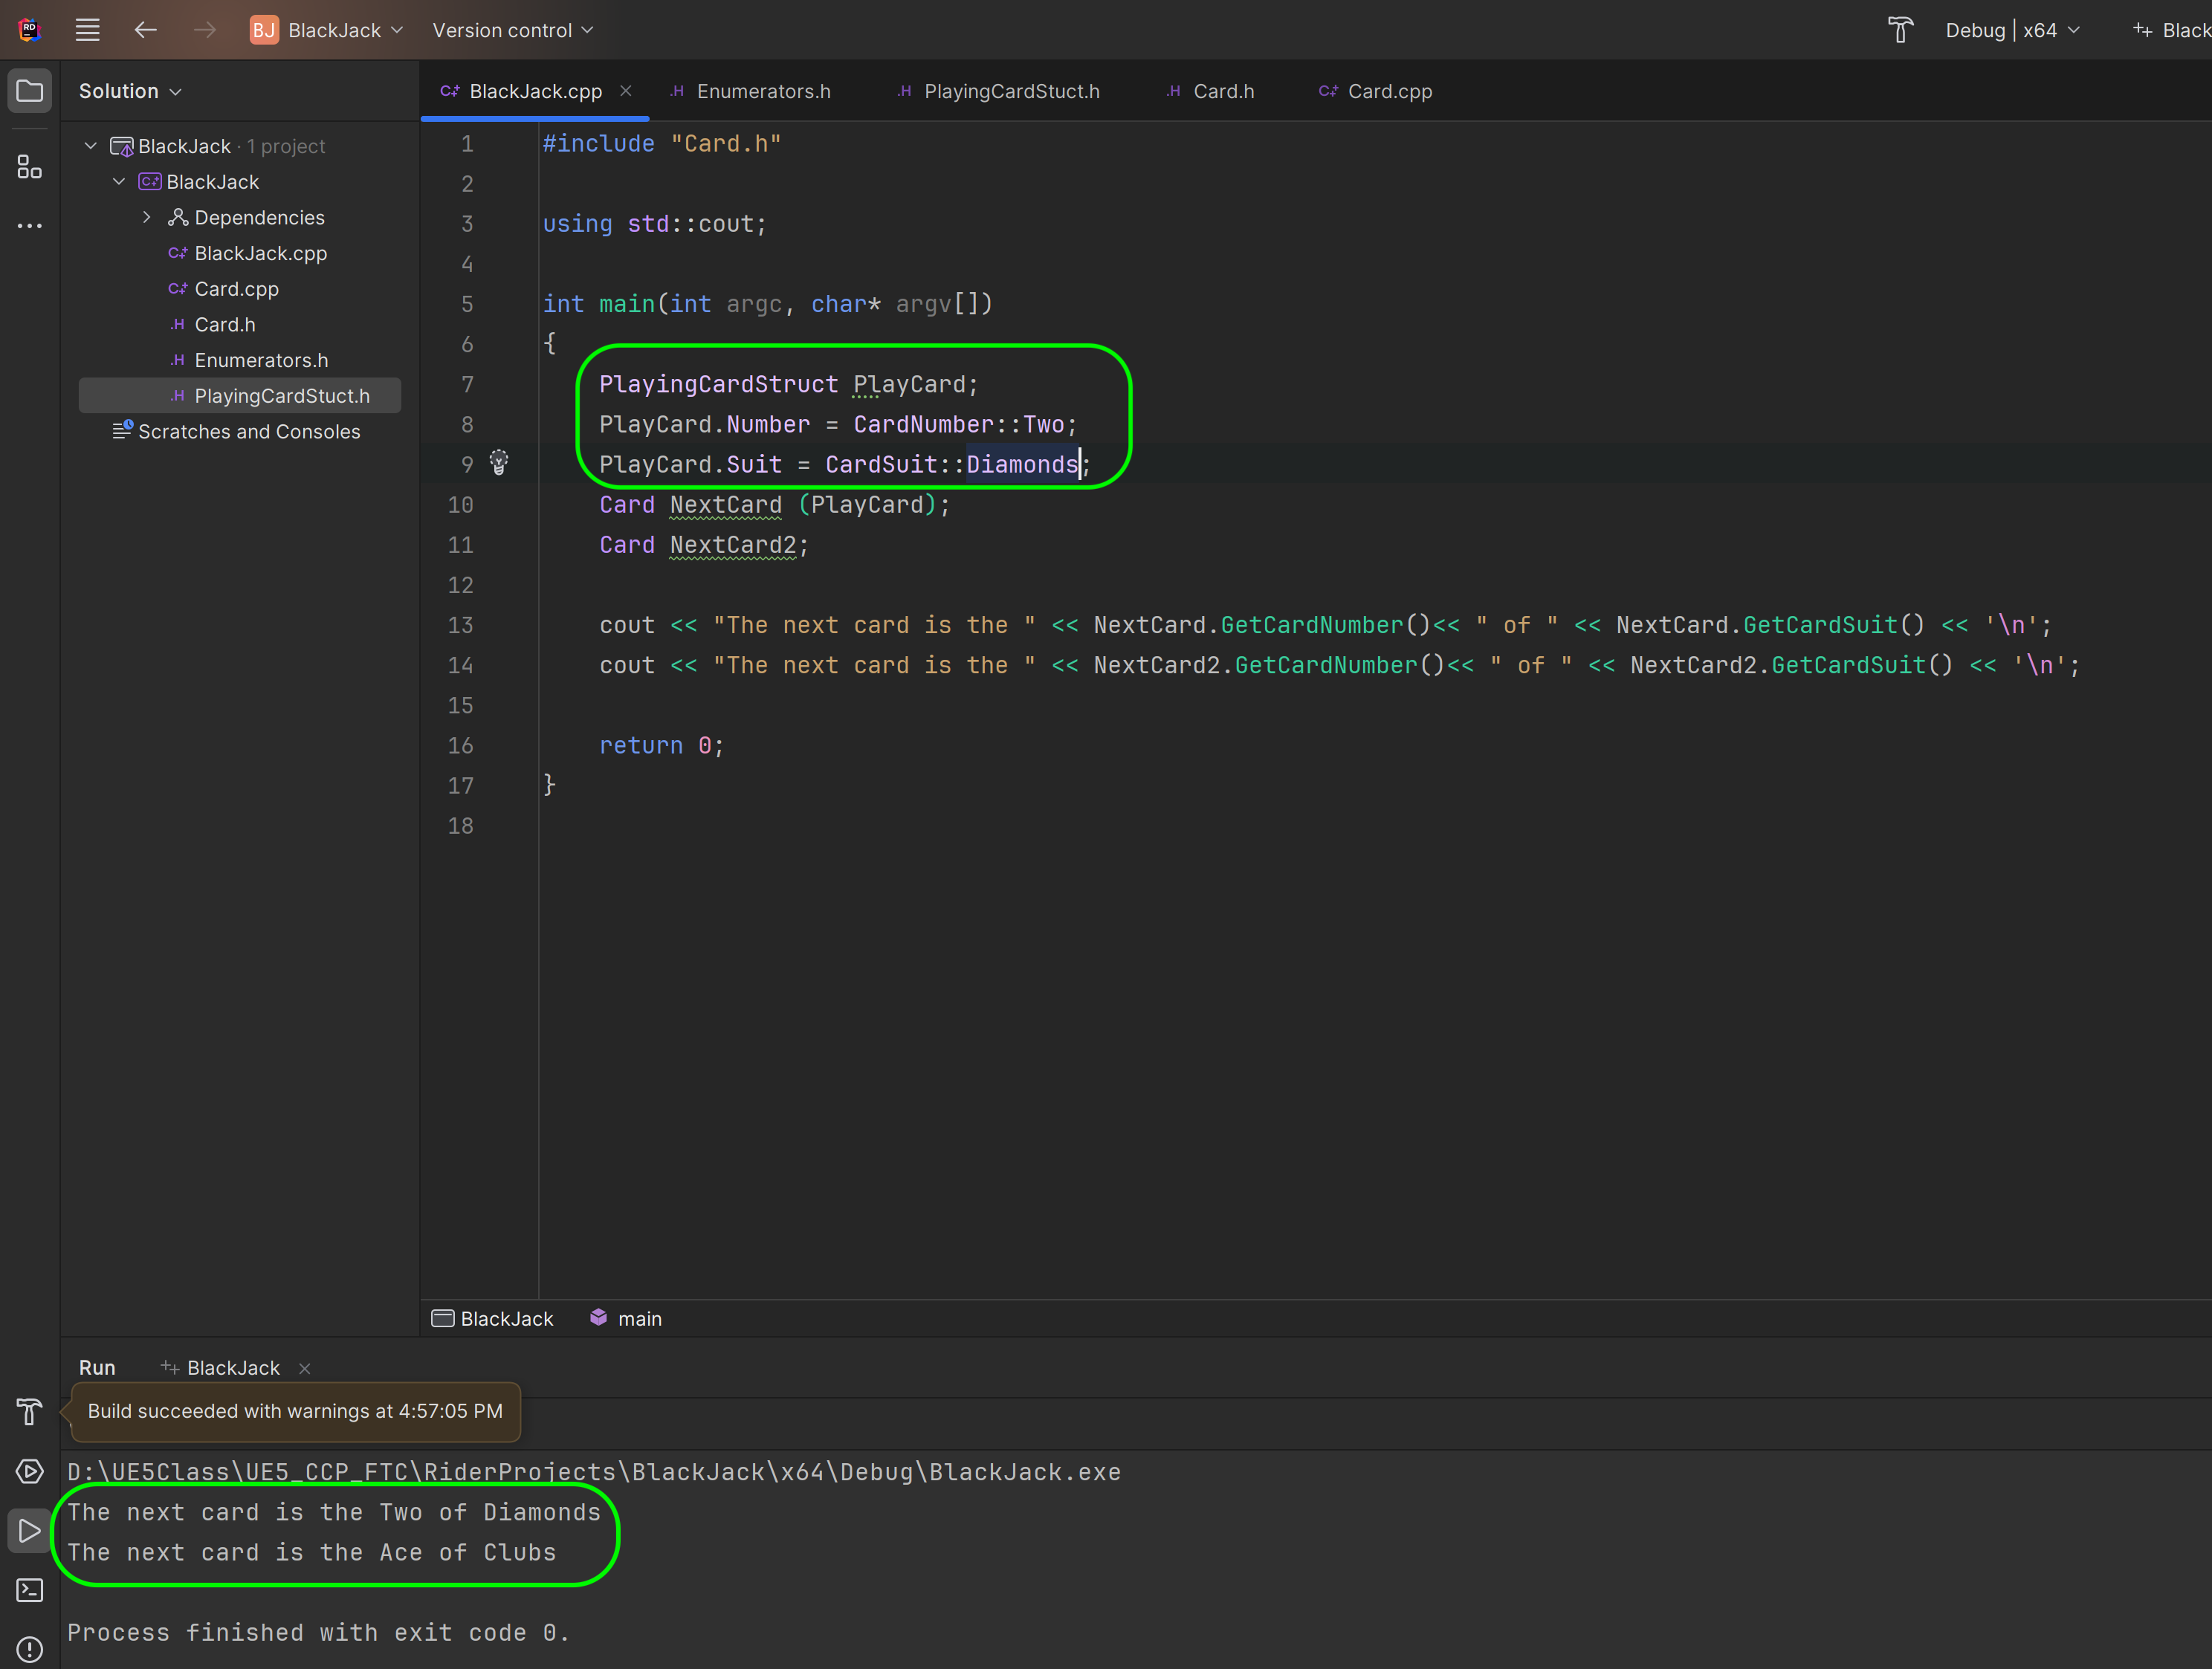 RD
BJ BlackJack
Version control
Debug | x64
Black
Solution
BlackJack · 1 project
C+ BlackJack
Dependencies
C+ BlackJack.cpp
C+ Card.cpp
.H Card.h
.H Enumerators.h
.H PlayingCardStuct.h
Scratches and Consoles
C+ BlackJack.cpp
.H Enumerators.h
.H PlayingCardStuct.h
.H Card.h
C+ Card.cpp
1 #include "Card.h"
2
3 using std::cout;
4
5 int main(int argc, char* argv[])
6 {
7 PlayingCardStruct PlayCard;
8 PlayCard.Number = CardNumber::Two;
9 PlayCard.Suit = CardSuit::Diamonds;
10 Card NextCard (PlayCard);
11 Card NextCard2;
12
13 cout << "The next card is the " << NextCard.GetCardNumber()<< " of " << NextCard.GetCardSuit() << '\n';
14 cout << "The next card is the " << NextCard2.GetCardNumber()<< " of " << NextCard2.GetCardSuit() << '\n';
15
16 return 0;
17 }
18
BlackJack main
Run BlackJack
Build succeeded with warnings at 4:57:05 PM
D:\UE5Class\UE5_CCP_FTC\RiderProjects\BlackJack\x64\Debug\BlackJack.exe
The next card is the Two of Diamonds
The next card is the Ace of Clubs
Process finished with exit code 0.